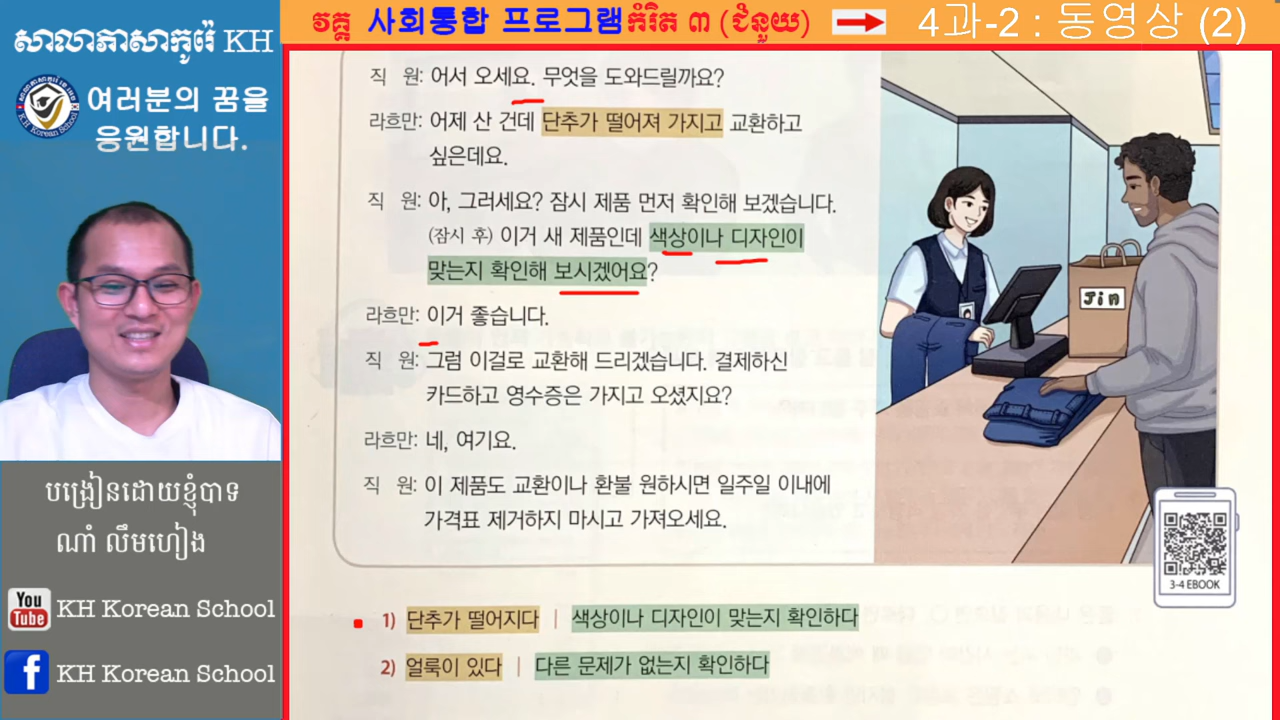 សាលាភាសាកូរ៉េ KH
여러분의 꿈을
응원합니다.
វគ្គ 사회통합 프로그램កំរិត ៣ (ជំនួយ)
4과-2 : 동영상 (2)
직 원: 어서 오세요. 무엇을 도와드릴까요?
라흐만: 어제 산 건데 단추가 떨어져 가지고 교환하고
싶은데요.
직 원: 아, 그러세요? 잠시 제품 먼저 확인해 보겠습니다.
(잠시 후) 이거 새 제품인데 색상이나 디자인이
맞는지 확인해 보시겠어요?
라흐만: 이거 좋습니다.
직 원: 그럼 이걸로 교환해 드리겠습니다. 결제하신
카드하고 영수증은 가지고 오셨지요?
라흐만: 네, 여기요.
직 원: 이 제품도 교환이나 환불 원하시면 일주일 이내에
가격표 제거하지 마시고 가져오세요.
Jin
3-4 EBOOK
1) 단추가 떨어지다 | 색상이나 디자인이 맞는지 확인하다
2) 얼룩이 있다 | 다른 문제가 없는지 확인하다
បង្រៀនដោយខ្ញុំបាទ
ណាំ លឹមហៀង
You
Tube
KH Korean School
f KH Korean School